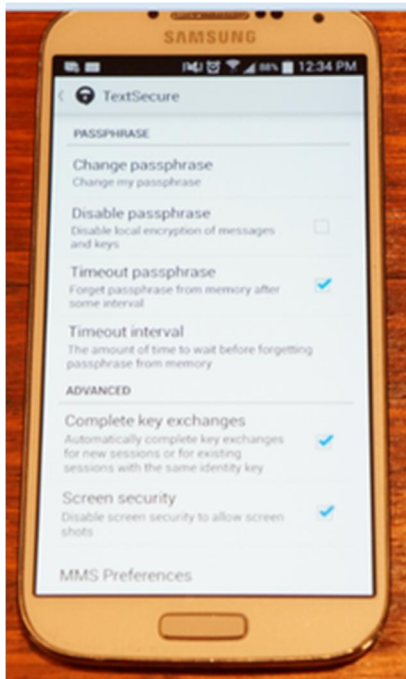 SAMSUNG
88% 12:34 PM
TextSecure
PASSPHRASE
Change passphrase
Change my passphrase
Disable passphrase
Disable local encryption of messages
and keys
Timeout passphrase
Forget passphrase from memory after
some interval
Timeout interval
The amount of time to wait before forgetting
passphrase from memory
ADVANCED
Complete key exchanges
Automatically complete key exchanges
for new sessions or for existing
sessions with the same identity key
Screen security
Disable screen security to allow screen
shots
MMS Preferences